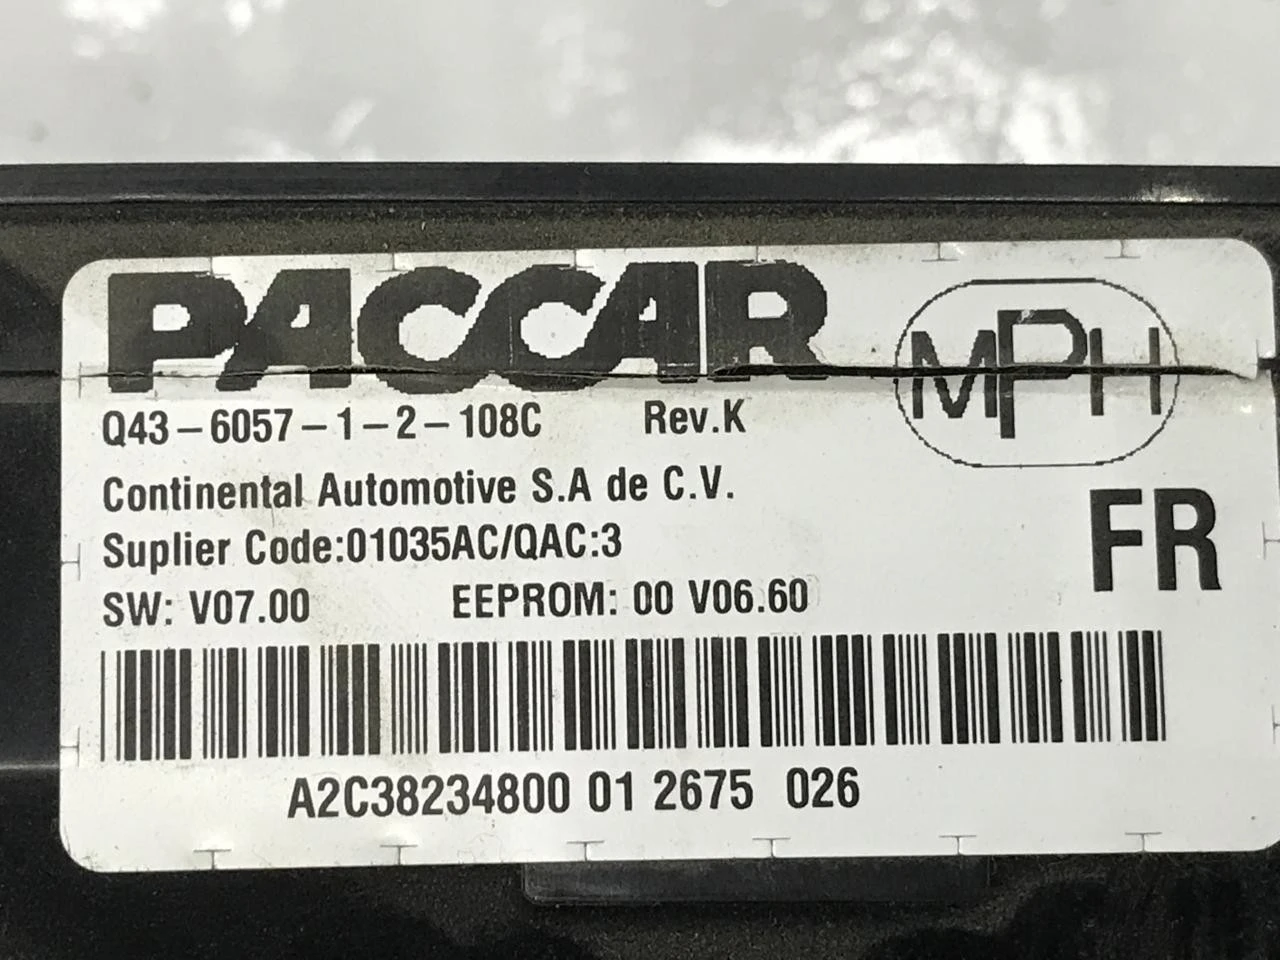 PACCAR
MPH
Q43-6057-1-2-108C Rev.K
Continental Automotive S.A de C.V.
FR
Suplier Code:01035AC/QAC:3
SW: V07.00 EEPROM: 00 V06.60
A2C38234800 01 2675 026